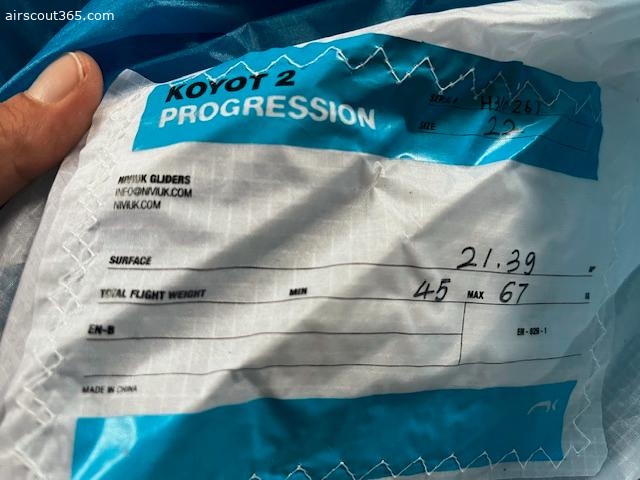 airscout365.com
KOYOT 2
PROGRESSION
SIZE 22
NIVIUK GLIDERS
INFO@NIVIUK.COM
NIVIUK.COM
SURFACE 21.39
TOTAL FLIGHT WEIGHT MIN 45 MAX 67
EN-B
MADE IN CHINA